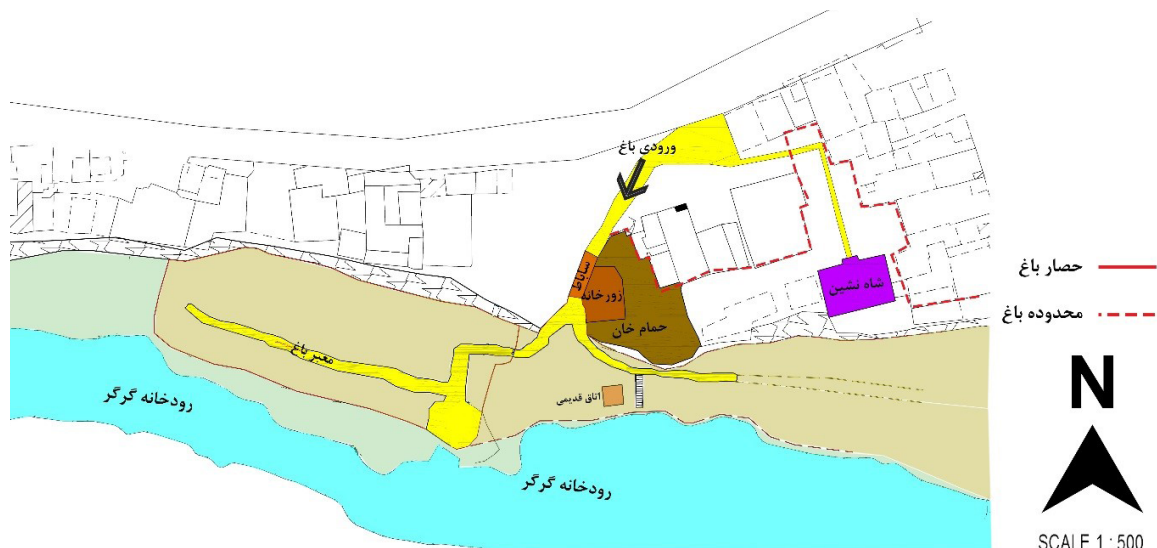 ورودی باغ
ساباط
زورخانه
حمام خان
شاه نشین
معبر باغ
اتاق قدیمی
رودخانه گرگر
رودخانه گرگر
حصار باغ
محدوده باغ
N
SCALE 1 : 500